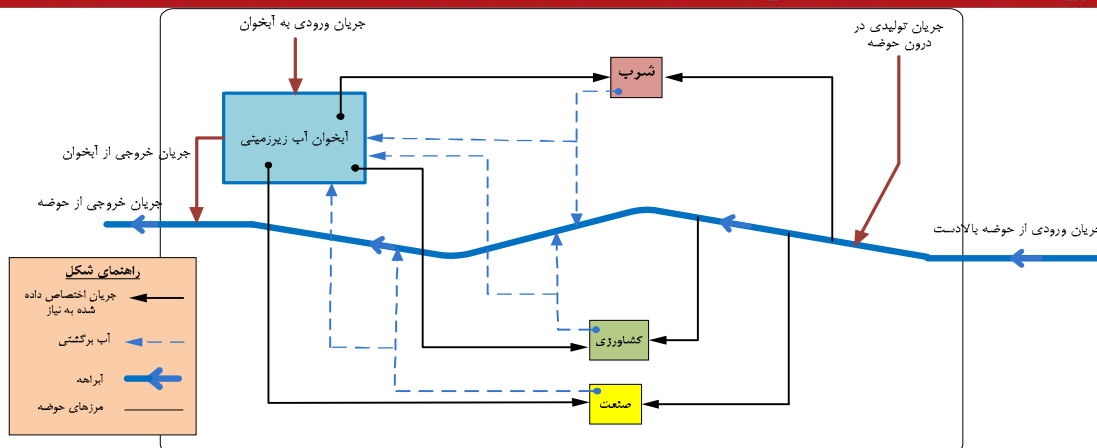 جریان ورودی به آبخوان
جریان تولیدی در
درون حوضه
شرب
آبخوان آب زیرزمینی
جریان خروجی از آبخوان
جریان خروجی از حوضه
جریان ورودی از حوضه بالادست
راهنمای شکل
جریان اختصاص داده
شده به نیاز
آب برگشتی
آبراهه
مرزهای حوضه
کشاورزی
صنعت